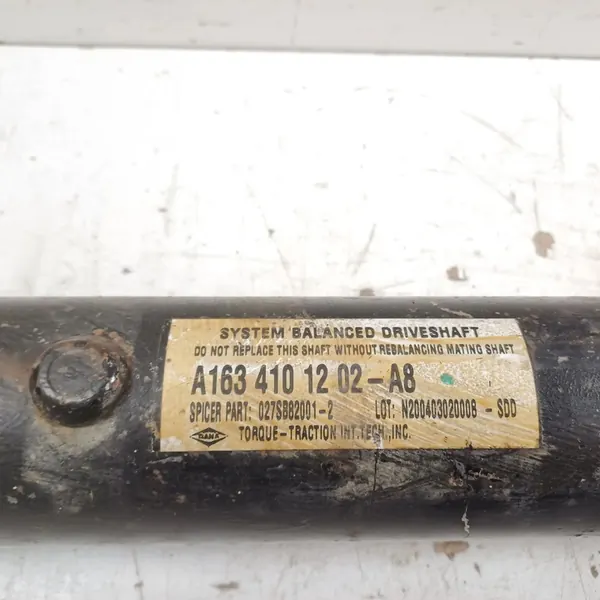 SYSTEM BALANCED DRIVESHAFT
DO NOT REPLACE THIS SHAFT WITHOUT REBALANCING MATING SHAFT
A163 410 12 02-A8
SPICER PART: 027SB82001-2 LOT: N200403020008 - SDD
DANA TORQUE-TRACTION INT.TECH.,INC.